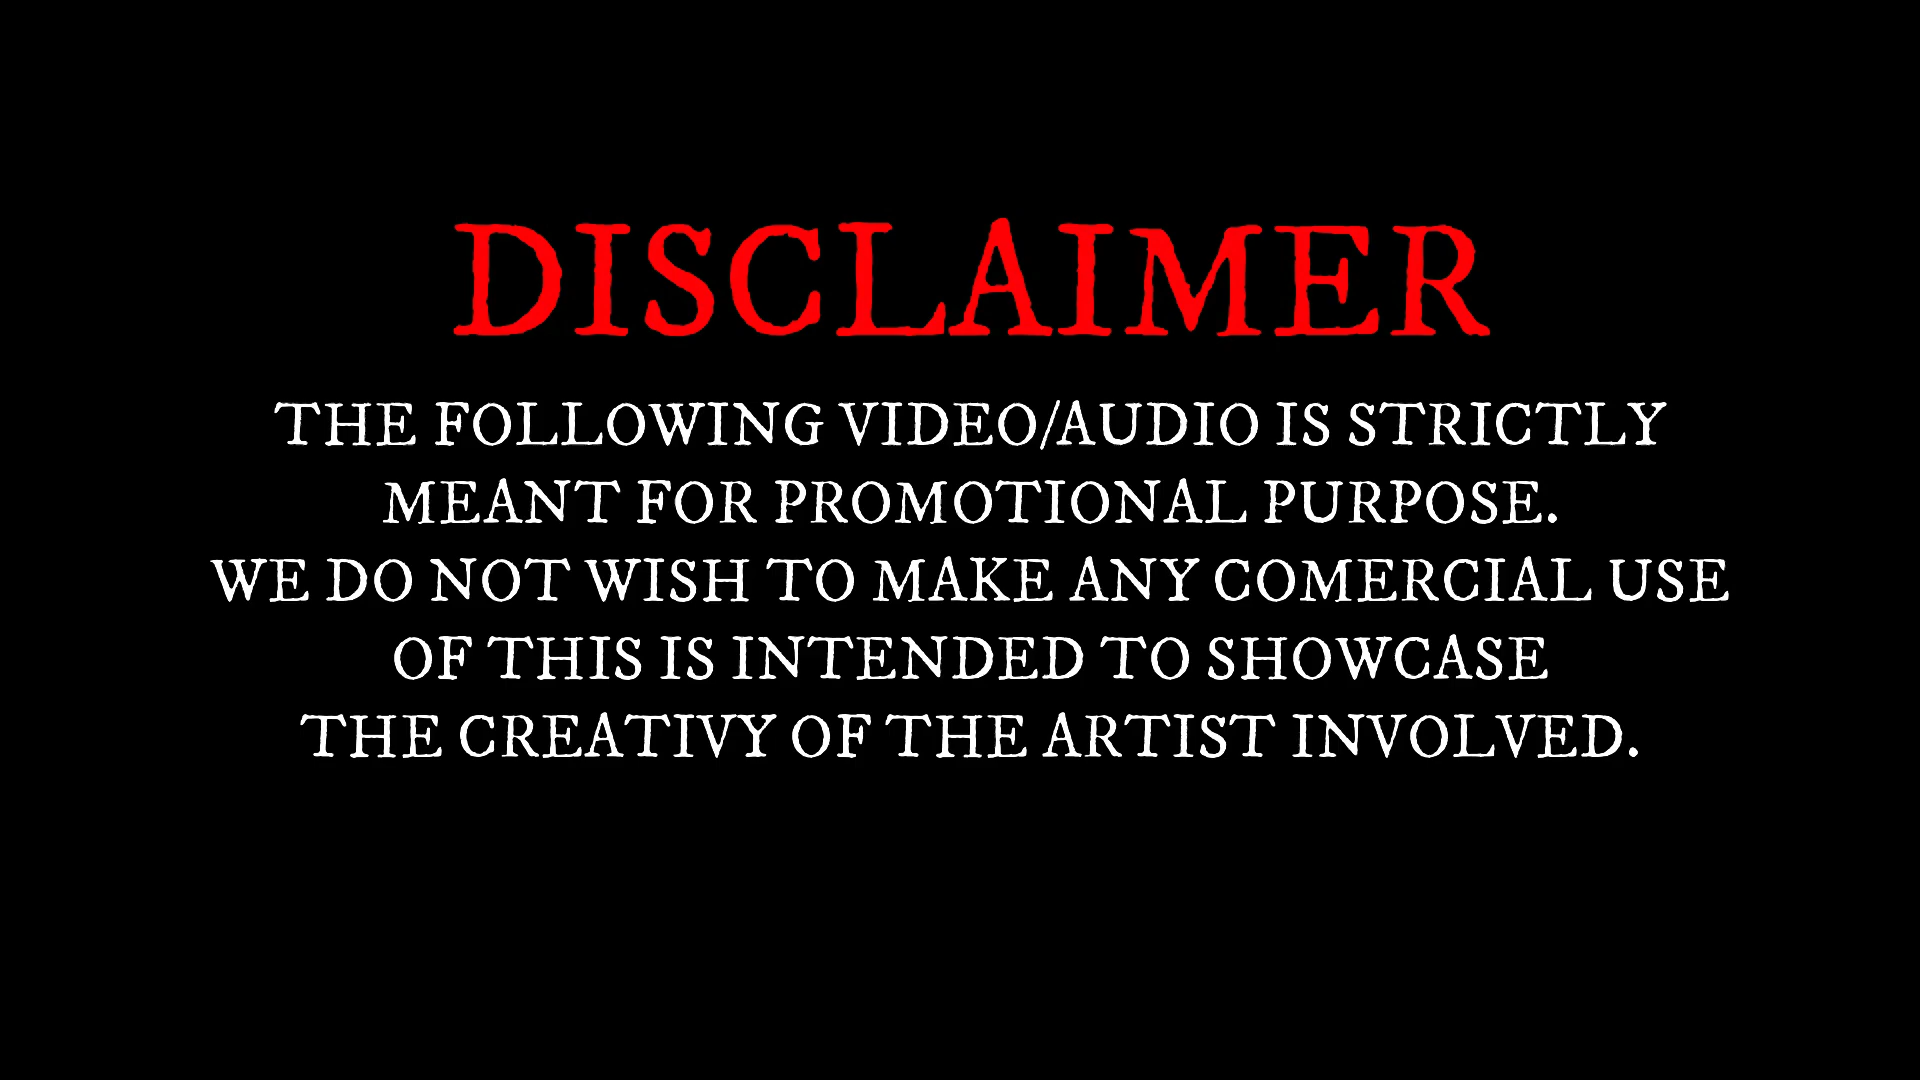 DISCLAIMER
THE FOLLOWING VIDEO/AUDIO IS STRICTLY
MEANT FOR PROMOTIONAL PURPOSE.
WE DO NOT WISH TO MAKE ANY COMERCIAL USE
OF THIS IS INTENDED TO SHOWCASE
THE CREATIVY OF THE ARTIST INVOLVED.